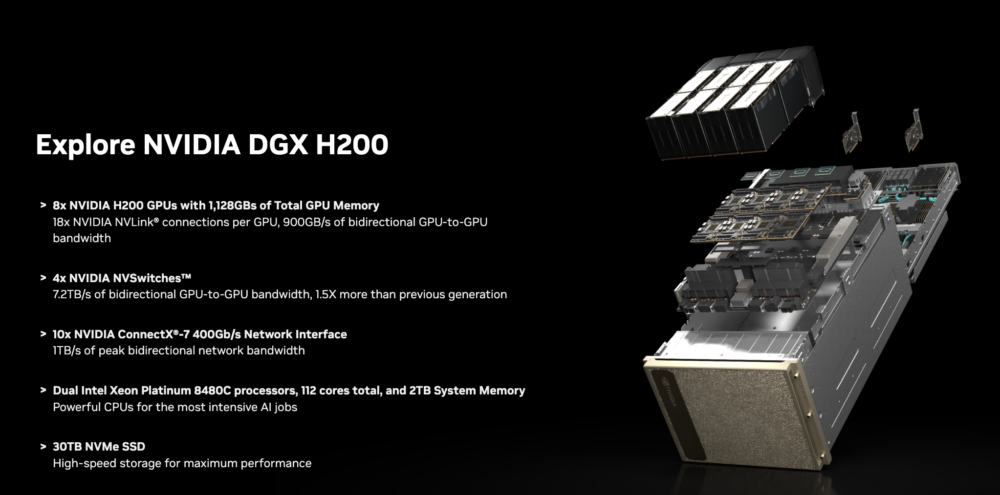 Explore NVIDIA DGX H200
> 8x NVIDIA H200 GPUs with 1,128GBs of Total GPU Memory
18x NVIDIA NVLink® connections per GPU, 900GB/s of bidirectional GPU-to-GPU
bandwidth
> 4x NVIDIA NVSwitches™
7.2TB/s of bidirectional GPU-to-GPU bandwidth, 1.5X more than previous generation
> 10x NVIDIA ConnectX®-7 400Gb/s Network Interface
1TB/s of peak bidirectional network bandwidth
> Dual Intel Xeon Platinum 8480C processors, 112 cores total, and 2TB System Memory
Powerful CPUs for the most intensive AI jobs
> 30TB NVMe SSD
High-speed storage for maximum performance
NVIDIA